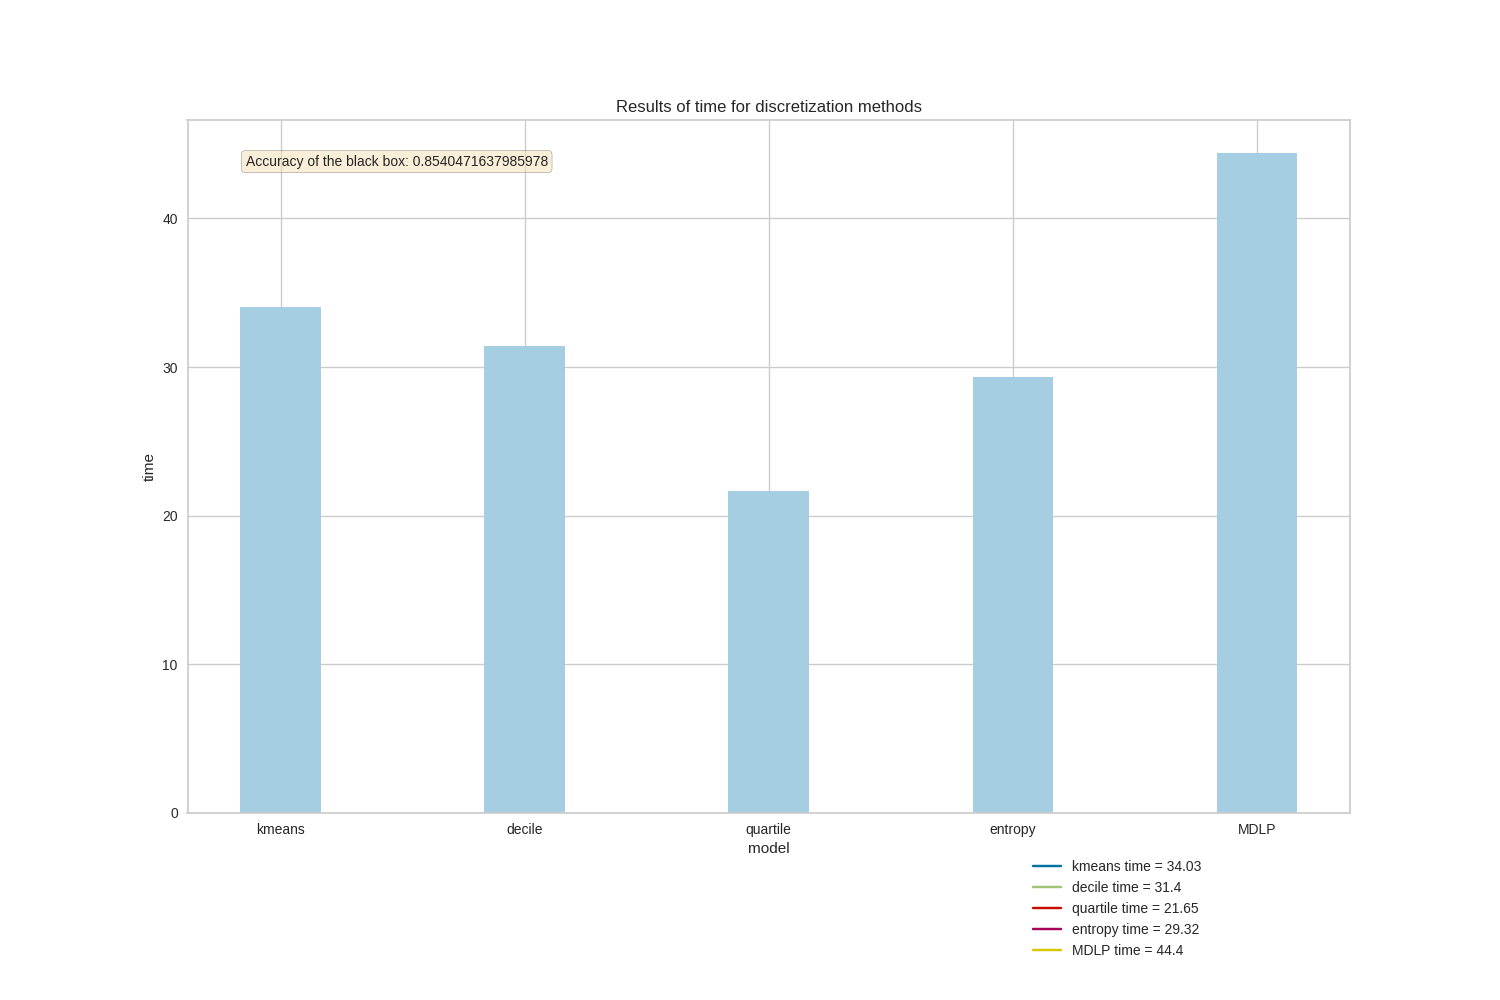 Results of time for discretization methods
Accuracy of the black box: 0.8540471637985978
40
30
20
10
0
time
kmeans
decile
quartile
entropy
MDLP
model
kmeans time = 34.03
decile time = 31.4
quartile time = 21.65
entropy time = 29.32
MDLP time = 44.4